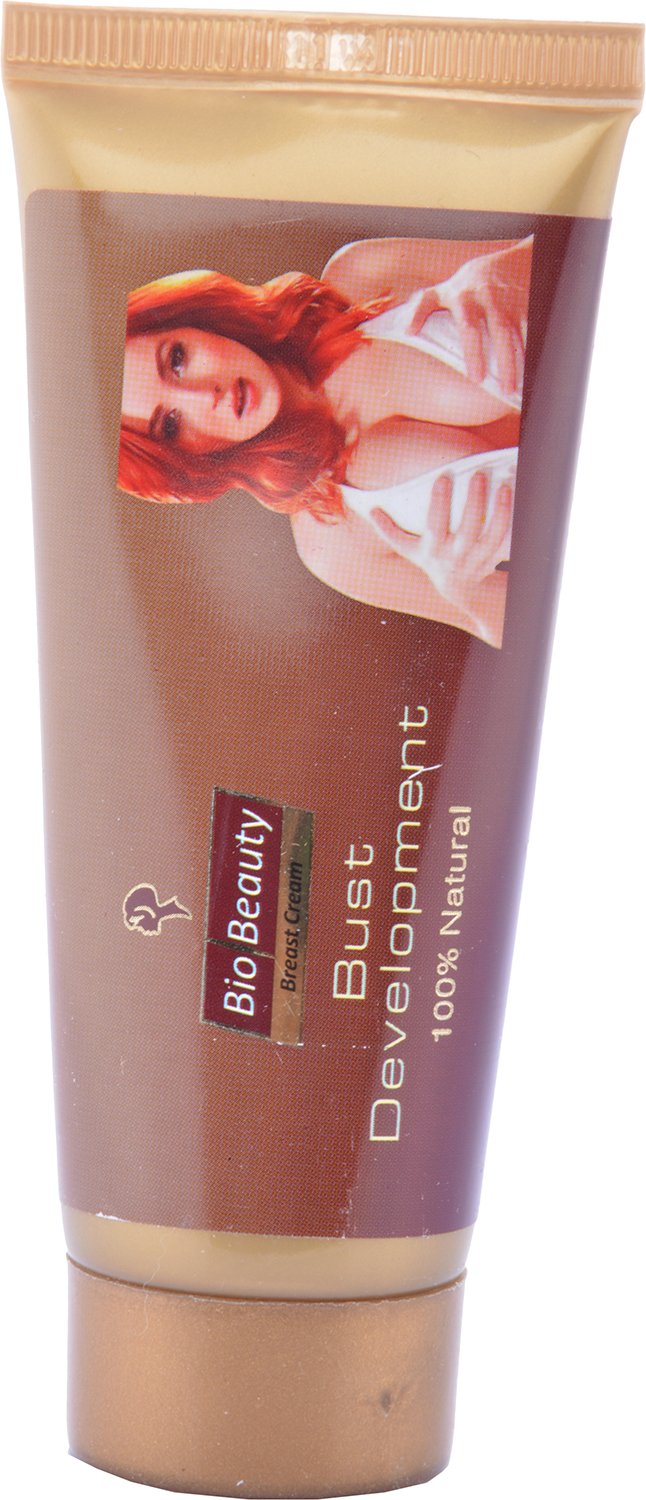 Bio Beauty
Breast Cream
Bust
Development
100% Natural